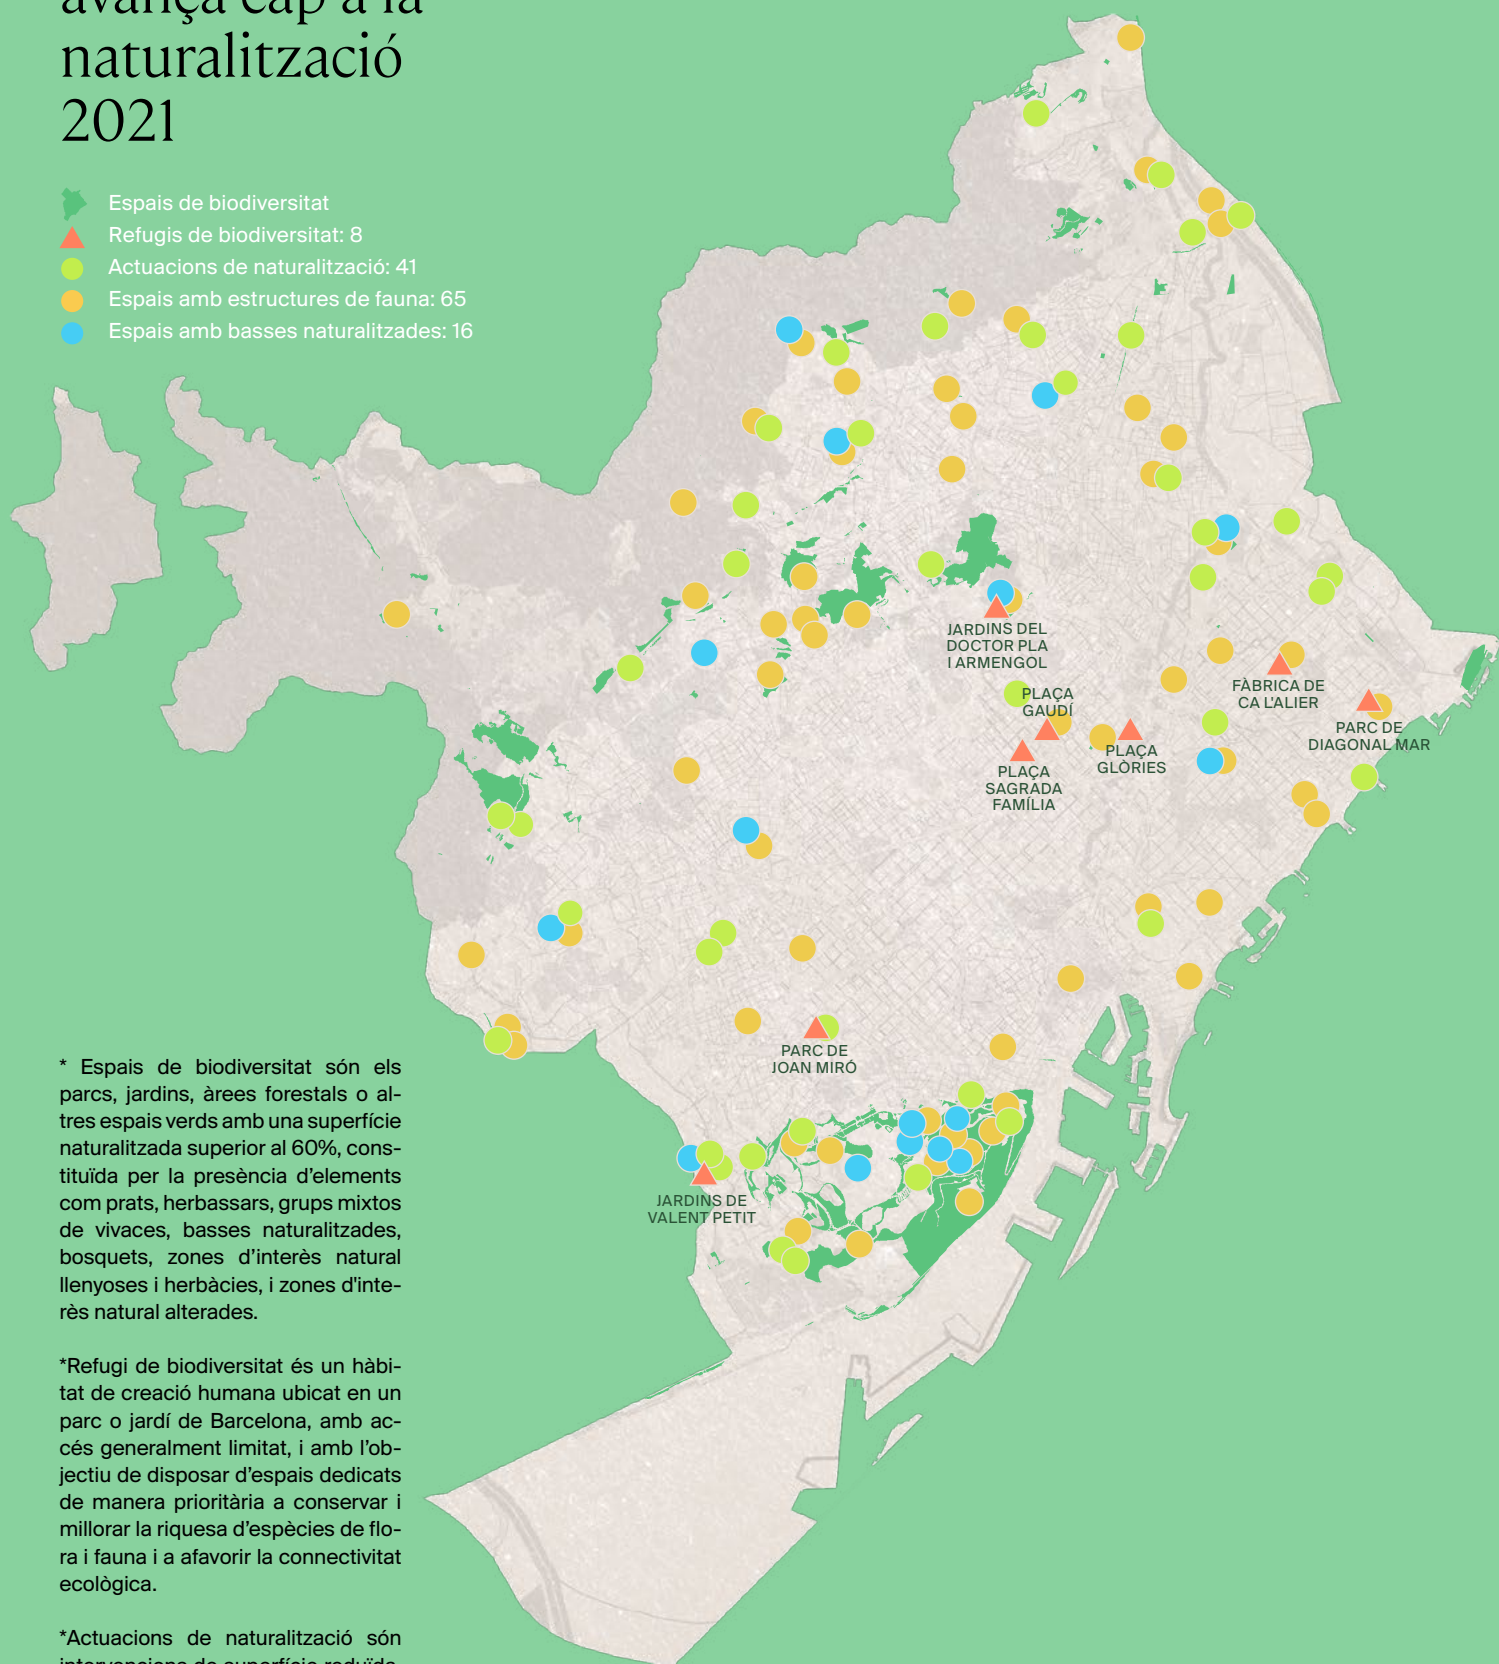 avança cap a la
naturalització
2021
Espais de biodiversitat
Refugis de biodiversitat: 8
Actuacions de naturalització: 41
Espais amb estructures de fauna: 65
Espais amb basses naturalitzades: 16
JARDINS DEL
DOCTOR PLA
I ARMENGOL
PLAÇA
GAUDÍ
FÀBRICA DE
CA L'ALIER
PARC DE
DIAGONAL MAR
PLAÇA
GLÒRIES
PLAÇA
SAGRADA
FAMÍLIA
PARC DE
JOAN MIRÓ
JARDINS DE
VALENT PETIT
* Espais de biodiversitat són els
parcs, jardins, àrees forestals o al-
tres espais verds amb una superfície
naturalitzada superior al 60%, cons-
tituïda per la presència d’elements
com prats, herbassars, grups mixtos
de vivaces, basses naturalitzades,
bosquets, zones d’interès natural
llenyoses i herbàcies, i zones d'inte-
rès natural alterades.
*Refugi de biodiversitat és un hàbi-
tat de creació humana ubicat en un
parc o jardí de Barcelona, amb ac-
cés generalment limitat, i amb l’ob-
jectiu de disposar d’espais dedicats
de manera prioritària a conservar i
millorar la riquesa d’espècies de flo-
ra i fauna i a afavorir la connectivitat
ecològica.
*Actuacions de naturalització són
intervencions de superfície reduïda